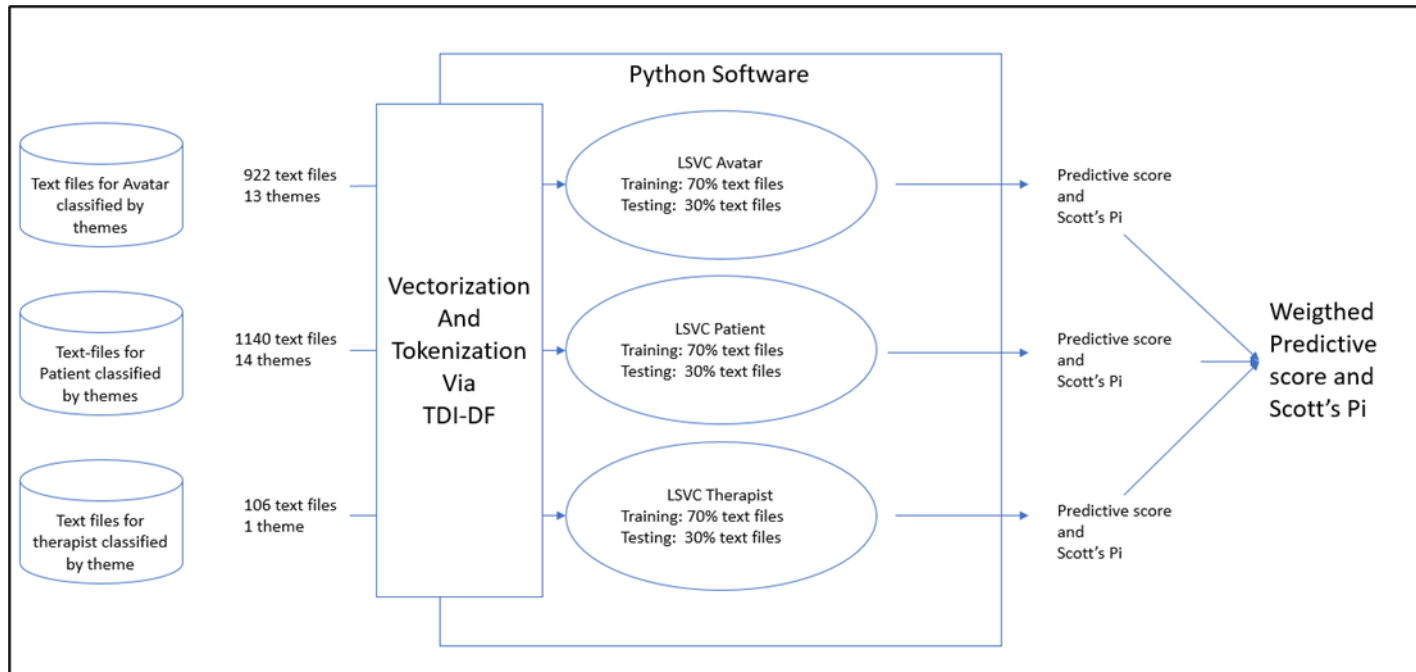 Python Software
Text files for Avatar
classified by
themes
922 text files
13 themes
LSVC Avatar
Training: 70% text files
Testing:  30% text files
Predictive score
and
Scott's Pi
Vectorization
And
Tokenization
Via
TDI-DF
Text-files for
Patient classified
by themes
1140 text files
14 themes
LSVC Patient
Training: 70% text files
Testing:  30% text files
Predictive score
and
Scott's Pi
Weigthed
Predictive
score and
Scott's Pi
Text files for
therapist classified
by theme
106 text files
1 theme
LSVC Therapist
Training: 70% text files
Testing:  30% text files
Predictive score
and
Scott's Pi